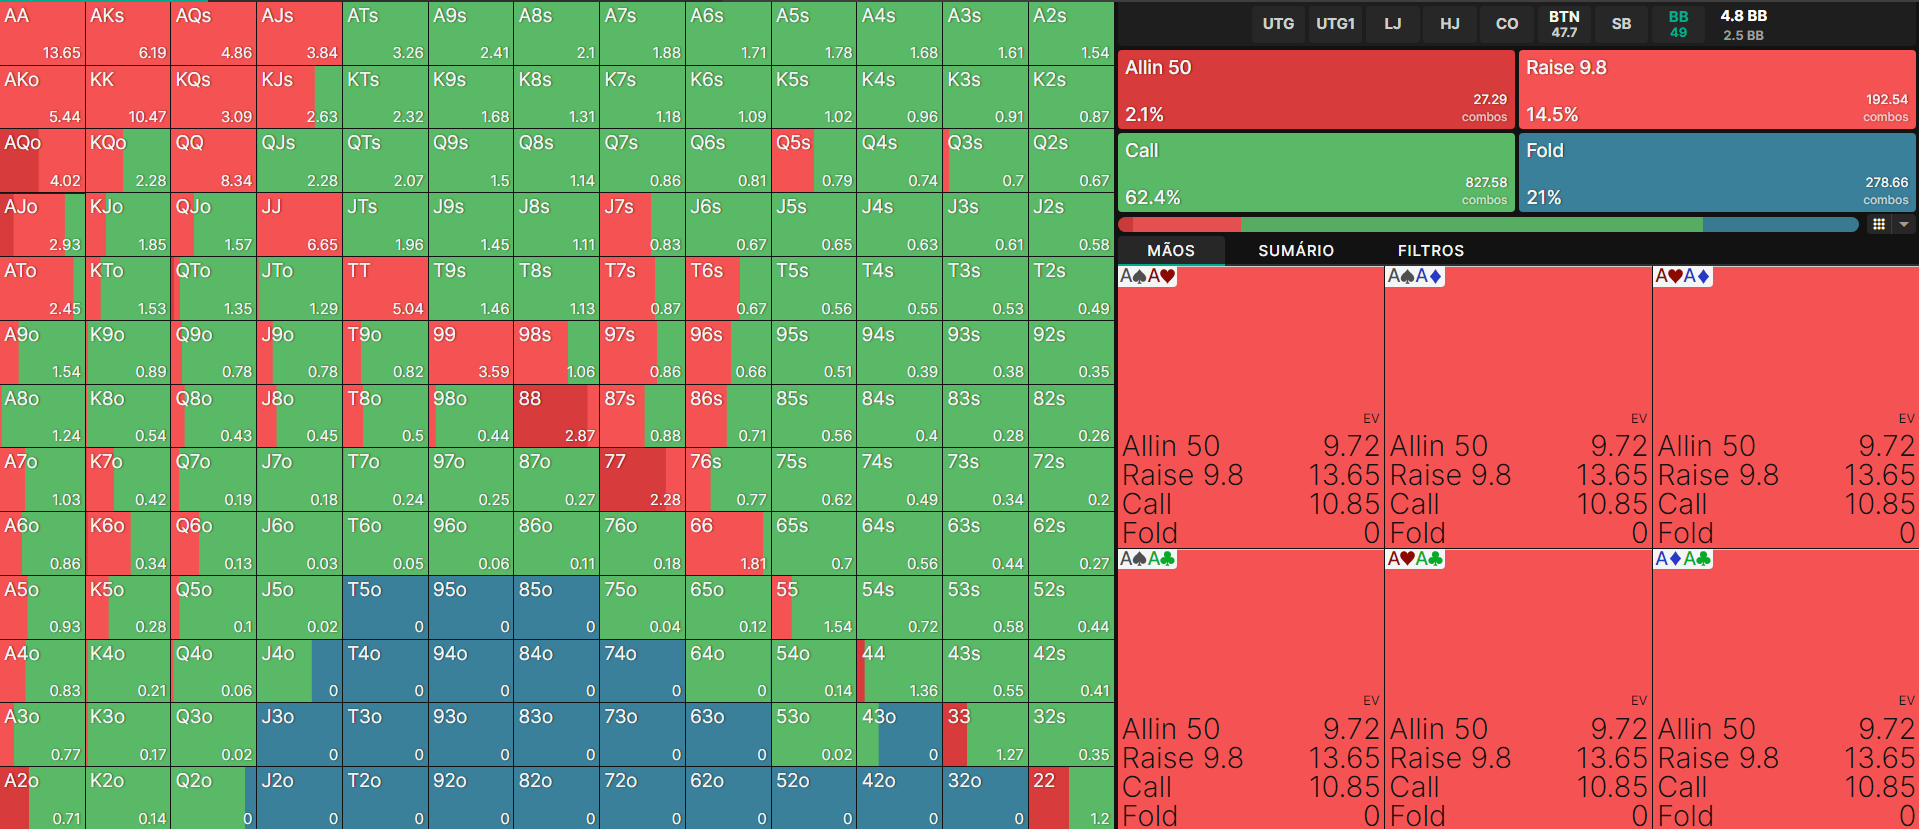 AA AKs AQs AJs ATs A9s A8s A7s A6s A5s A4s A3s A2s
13.65 6.19 4.86 3.84 3.26 2.41 2.1 1.88 1.71 1.78 1.68 1.61 1.54
AKo KK KQs KJs KTs K9s K8s K7s K6s K5s K4s K3s K2s
5.44 10.47 3.09 2.63 2.32 1.68 1.31 1.18 1.09 1.02 0.96 0.91 0.87
AQo KQo QQ QJs QTs Q9s Q8s Q7s Q6s Q5s Q4s Q3s Q2s
4.02 2.28 8.34 2.28 2.07 1.5 1.14 0.86 0.81 0.79 0.74 0.7 0.67
AJo KJo QJo JJ JTs J9s J8s J7s J6s J5s J4s J3s J2s
2.93 1.85 1.57 6.65 1.96 1.45 1.11 0.83 0.67 0.65 0.63 0.61 0.58
ATo KTo QTo JTo TT T9s T8s T7s T6s T5s T4s T3s T2s
2.45 1.53 1.35 1.29 5.04 1.46 1.13 0.87 0.67 0.56 0.55 0.53 0.49
A9o K9o Q9o J9o T9o 99 98s 97s 96s 95s 94s 93s 92s
1.54 0.89 0.78 0.78 0.82 3.59 1.06 0.86 0.66 0.51 0.39 0.38 0.35
A8o K8o Q8o J8o T8o 98o 88 87s 86s 85s 84s 83s 82s
1.24 0.54 0.43 0.45 0.5 0.44 2.87 0.88 0.71 0.56 0.4 0.28 0.26
A7o K7o Q7o J7o T7o 97o 87o 77 76s 75s 74s 73s 72s
1.03 0.42 0.19 0.18 0.24 0.25 0.27 2.28 0.77 0.62 0.49 0.34 0.2
A6o K6o Q6o J6o T6o 96o 86o 76o 66 65s 64s 63s 62s
0.86 0.34 0.13 0.03 0.05 0.06 0.11 0.18 1.81 0.7 0.56 0.44 0.27
A5o K5o Q5o J5o T5o 95o 85o 75o 65o 55 54s 53s 52s
0.93 0.28 0.1 0.02 0 0 0 0.04 0.12 1.54 0.72 0.58 0.44
A4o K4o Q4o J4o T4o 94o 84o 74o 64o 54o 44 43s 42s
0.83 0.21 0.06 0 0 0 0 0 0 0.14 1.36 0.55 0.41
A3o K3o Q3o J3o T3o 93o 83o 73o 63o 53o 43o 33 32s
0.77 0.17 0.02 0 0 0 0 0 0 0.02 0 1.27 0.35
A2o K2o Q2o J2o T2o 92o 82o 72o 62o 52o 42o 32o 22
0.71 0.14 0 0 0 0 0 0 0 0 0 0 1.2
UTG UTG1 LJ HJ CO BTN SB BB 4.8 BB
47.7 49 2.5 BB
Allin 50 Raise 9.8
27.29 192.54
2.1% combos 14.5% combos
Call Fold
827.58 278.66
62.4% combos 21% combos
MÃOS SUMÁRIO FILTROS
A♠A♥ A♠A♦ A♥A♦
EV EV EV
Allin 50 9.72 Allin 50 9.72 Allin 50 9.72
Raise 9.8 13.65 Raise 9.8 13.65 Raise 9.8 13.65
Call 10.85 Call 10.85 Call 10.85
Fold 0 Fold 0 Fold 0
A♠A♣ A♥A♣ A♦A♣
EV EV EV
Allin 50 9.72 Allin 50 9.72 Allin 50 9.72
Raise 9.8 13.65 Raise 9.8 13.65 Raise 9.8 13.65
Call 10.85 Call 10.85 Call 10.85
Fold 0 Fold 0 Fold 0